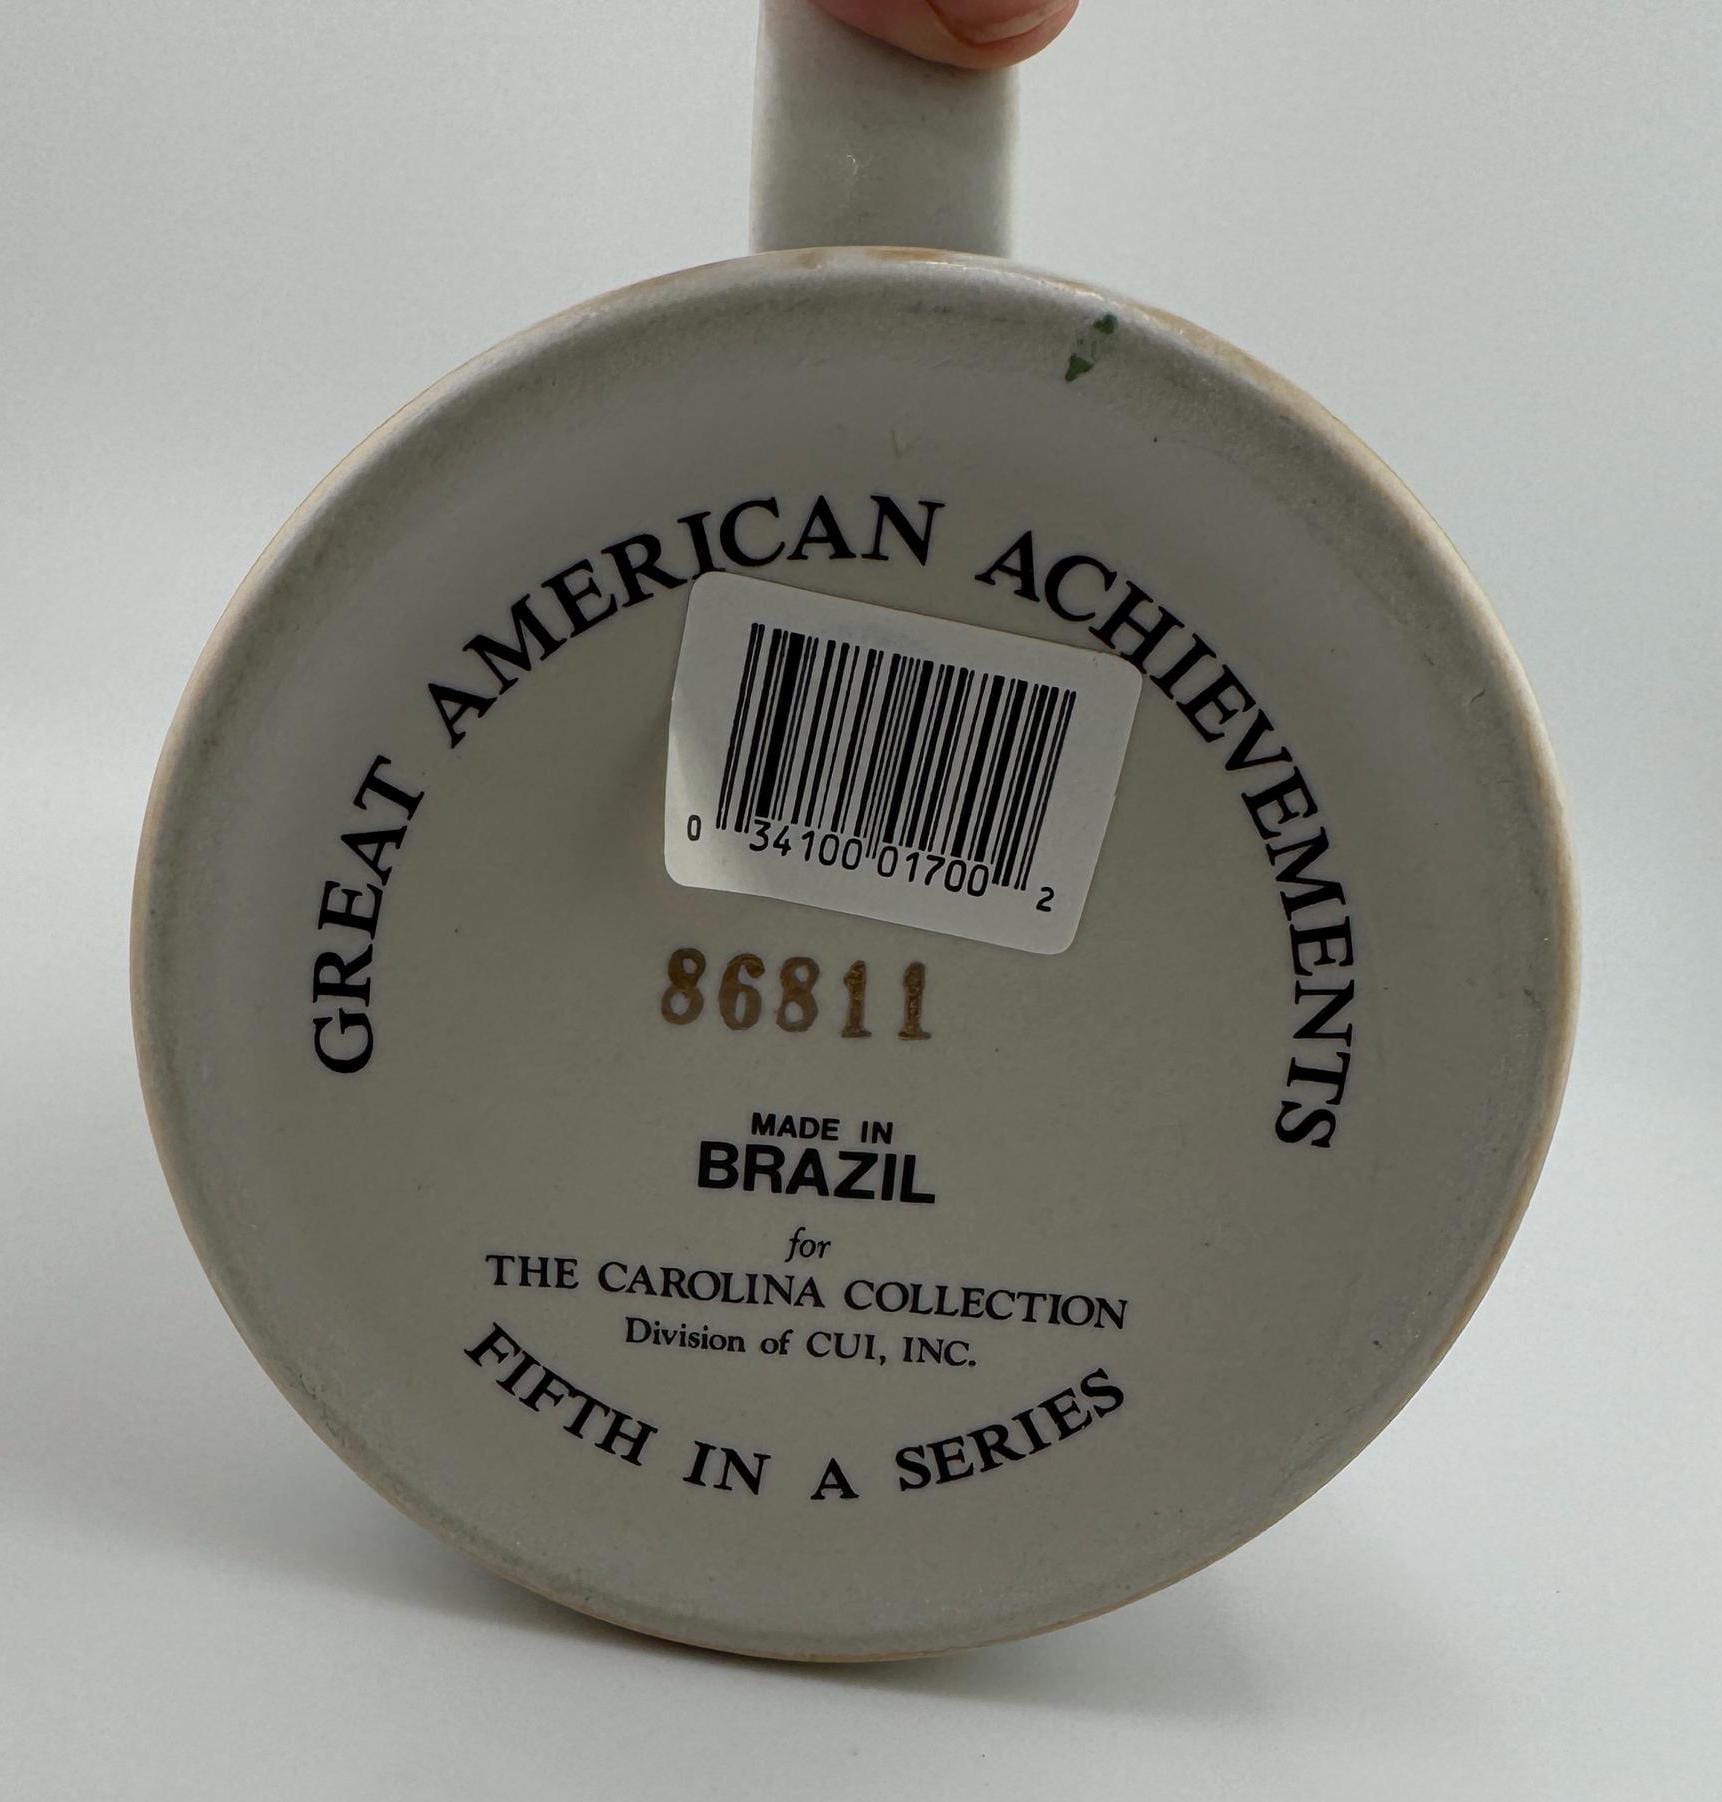 GREAT AMERICAN ACHIEVEMENTS
0 34100 01700 2
86811
MADE IN
BRAZIL
for
THE CAROLINA COLLECTION
Division of CUI, INC.
FIFTH IN A SERIES